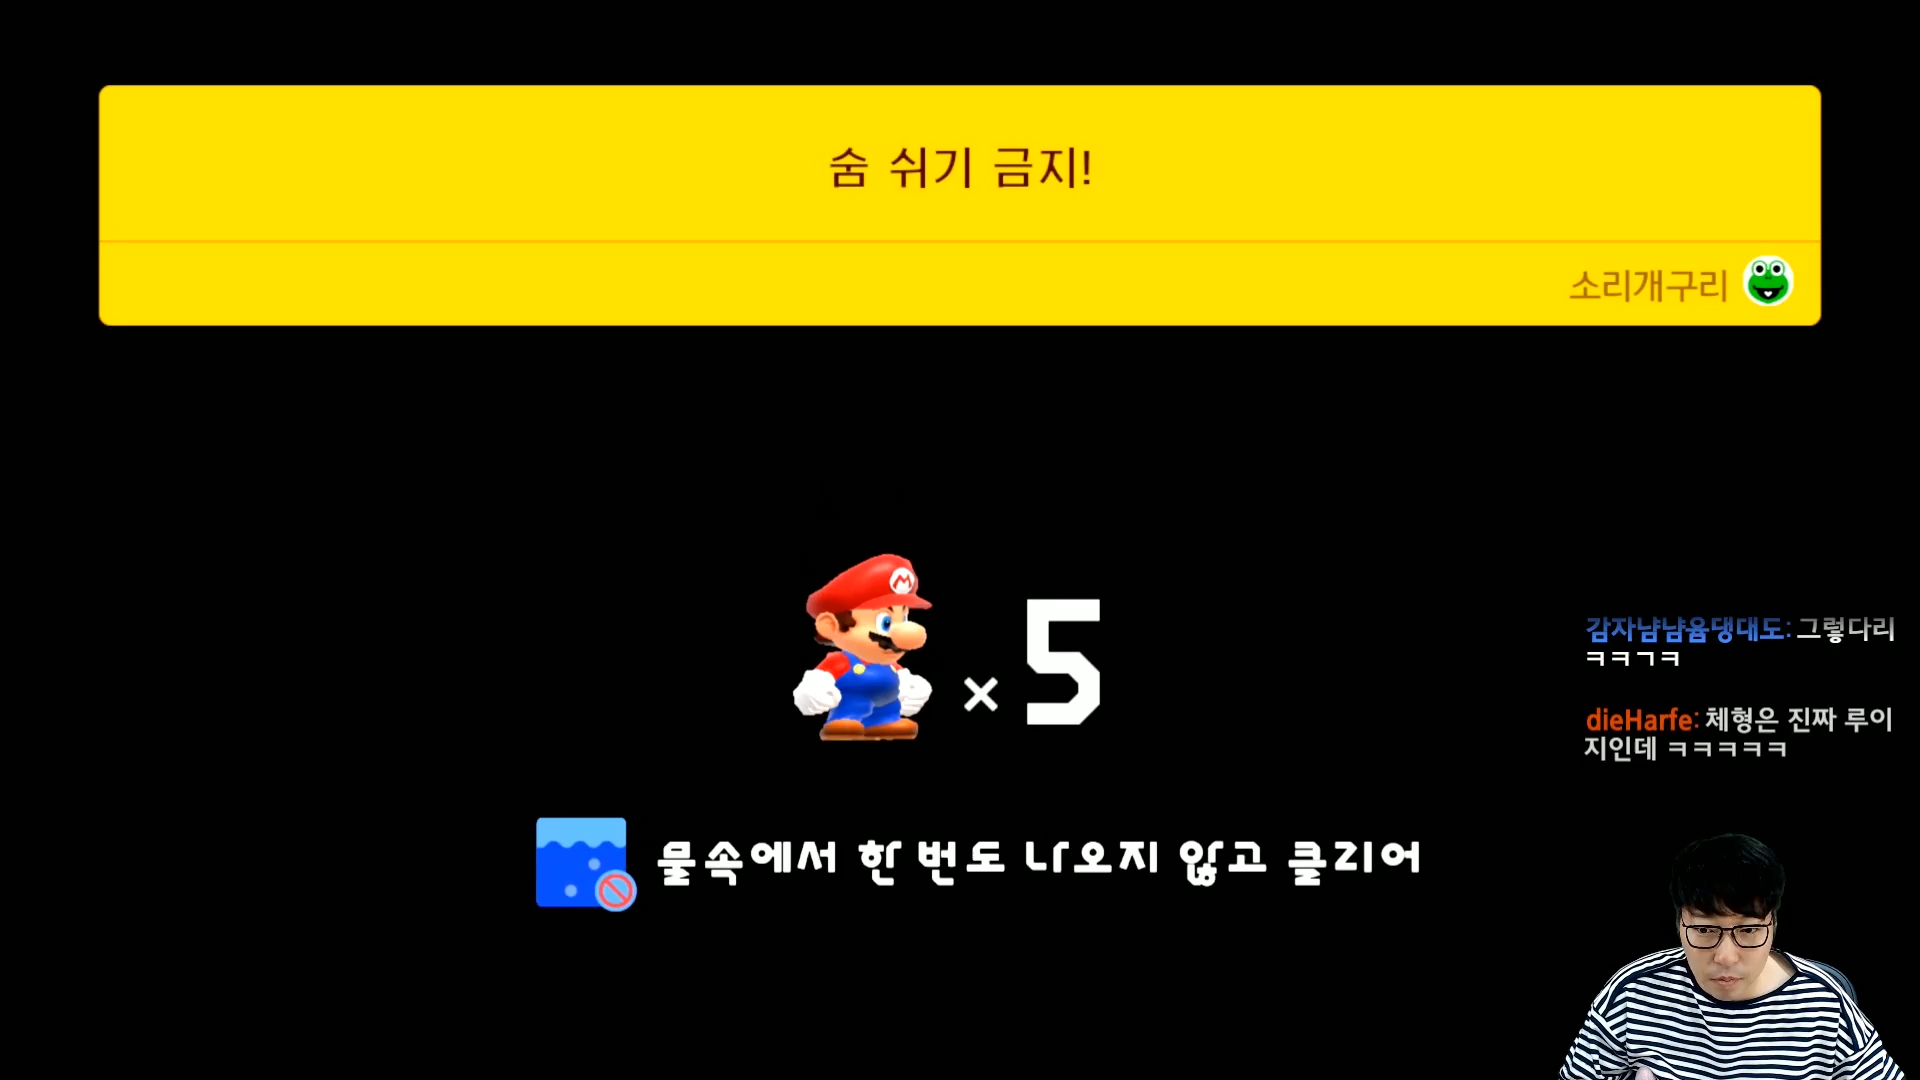 숨 쉬기 금지!
소리개구리
M
× 5
물속에서 한 번도 나오지 않고 클리어
감자냠냠윰댕대도: 그렇다리
ㅋㅋㄱㅋ
dieHarfe: 체형은 진짜 루이
지인데 ㅋㅋㅋㅋㅋ